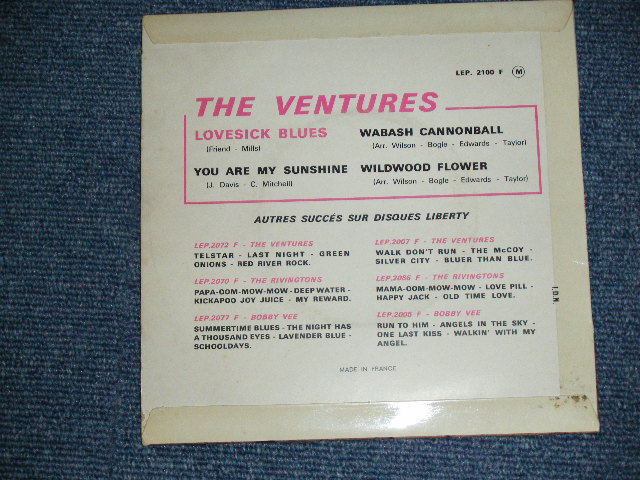 LEP. 2100 F M
THE VENTURES
LOVESICK BLUES
(Friend - Mills)
WABASH CANNONBALL
(Arr. Wilson - Bogle - Edwards - Taylor)
YOU ARE MY SUNSHINE
(J. Davis - C. Mitchell)
WILDWOOD FLOWER
(Arr. Wilson - Bogle - Edwards - Taylor)
AUTRES SUCCÉS SUR DISQUES LIBERTY
LEP.2072 F - THE VENTURES
TELSTAR - LAST NIGHT - GREEN
ONIONS - RED RIVER ROCK.
LEP.2070 F - THE RIVINGTONS
PAPA-OOM-MOW-MOW - DEEP WATER -
KICKAPOO JOY JUICE - MY REWARD.
LEP.2077 F - BOBBY VEE
SUMMERTIME BLUES - THE NIGHT HAS
A THOUSAND EYES - LAVENDER BLUE -
SCHOOLDAYS.
LEP.2007 F - THE VENTURES
WALK DON'T RUN - THE McCOY -
SILVER CITY - BLUER THAN BLUE.
LEP.2086 F - THE RIVINGTONS
MAMA-OOM-MOW-MOW - LOVE PILL -
HAPPY JACK - OLD TIME LOVE.
LEP.2005 F - BOBBY VEE
RUN TO HIM - ANGELS IN THE SKY -
ONE LAST KISS - WALKIN' WITH MY
ANGEL.
MADE IN FRANCE